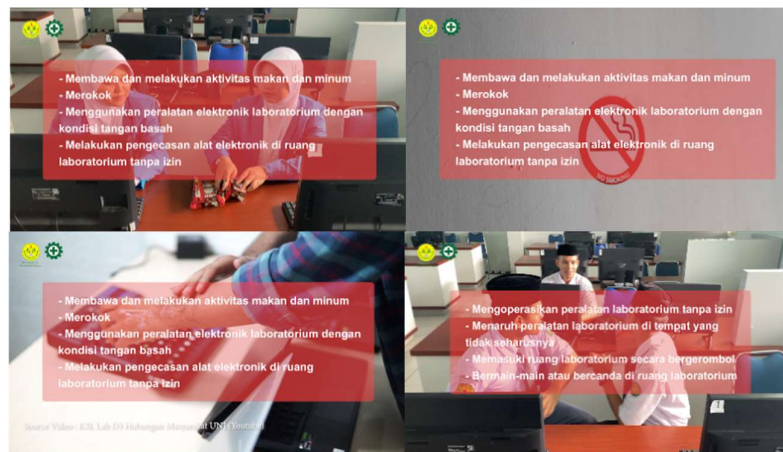 - Membawa dan melakukan aktivitas makan dan minum
- Merokok
- Menggunakan peralatan elektronik laboratorium dengan
kondisi tangan basah
- Melakukan pengecasan alat elektronik di ruang
laboratorium tanpa izin
- Membawa dan melakukan aktivitas makan dan minum
- Merokok
- Menggunakan peralatan elektronik laboratorium dengan
kondisi tangan basah
- Melakukan pengecasan alat elektronik di ruang
laboratorium tanpa izin
NO SMOKING
- Membawa dan melakukan aktivitas makan dan minum
- Merokok
- Menggunakan peralatan elektronik laboratorium dengan
kondisi tangan basah
- Melakukan pengecasan alat elektronik di ruang
laboratorium tanpa izin
Source Video : K3L Lab D3 Hubungan Masyarakat UNJ (Youtube)
- Mengoperasikan peralatan laboratorium tanpa izin
- Menaruh peralatan laboratorium di tempat yang
tidak seharusnya
- Memasuki ruang laboratorium secara bergerombol
- Bermain-main atau bercanda di ruang laboratorium